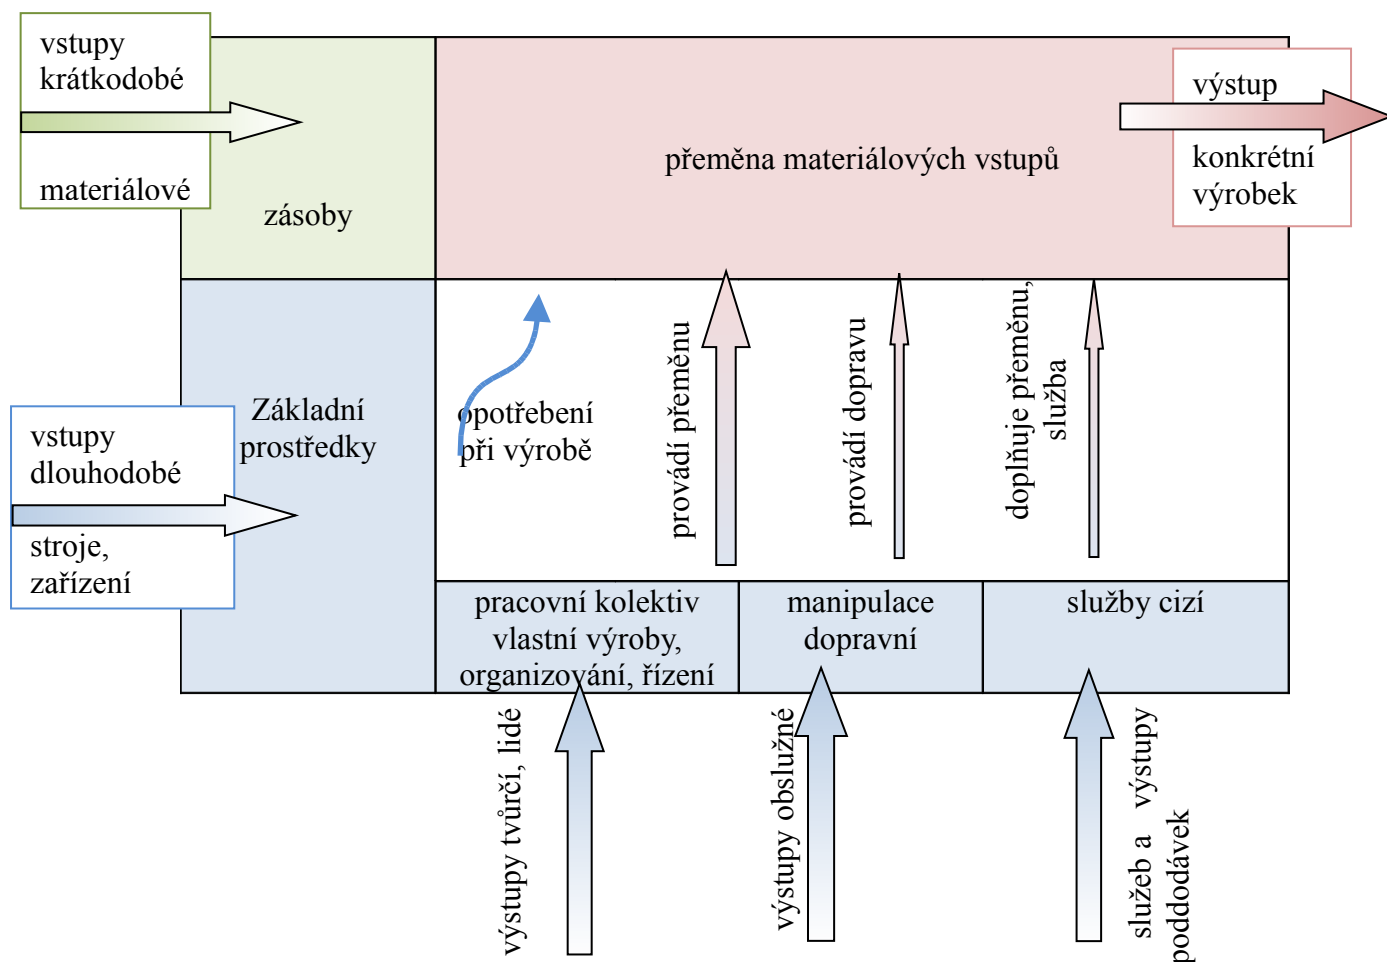 vstupy
krátkodobé
materiálové
zásoby
přeměna materiálových vstupů
výstup
konkrétní
výrobek
Základní
prostředky
vstupy
dlouhodobé
stroje,
zařízení
opotřebení
při výrobě
provádí přeměnu
provádí dopravu
doplňuje přeměnu,
služba
pracovní kolektiv
vlastní výroby,
organizování, řízení
manipulace
dopravní
služby cizí
výstupy tvůrčí, lidé
výstupy obslužné
služeb a výstupy
poddodávek